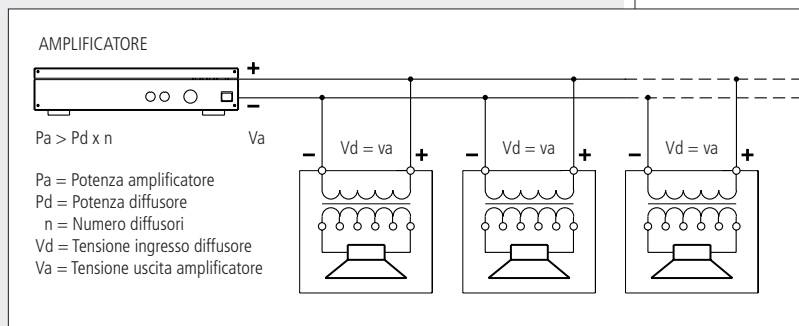 AMPLIFICATORE
+
–
Pa > Pd x n
Va
– Vd = va +
– Vd = va +
– Vd = va +
Pa = Potenza amplificatore
Pd = Potenza diffusore
n = Numero diffusori
Vd = Tensione ingresso diffusore
Va = Tensione uscita amplificatore